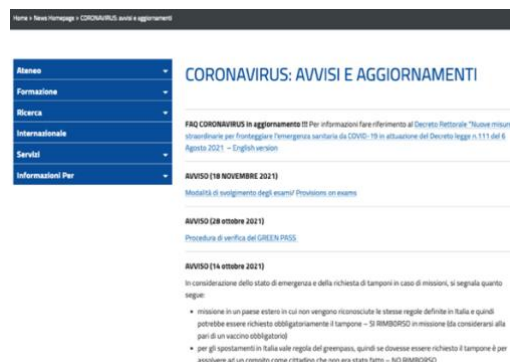 Home > News Homepage > CORONAVIRUS: avvisi e aggiornamenti
Ateneo
Formazione
Ricerca
Internazionale
Servizi
Informazioni Per
CORONAVIRUS: AVVISI E AGGIORNAMENTI
FAQ CORONAVIRUS in aggiornamento !!! Per informazioni fare riferimento al Decreto Rettorale "Nuove misur
straordinarie per fronteggiare l'emergenza sanitaria da COVID- 19 in attuazione del Decreto legge n.111 del 6
Agosto 2021 – English version
AVVISO (18 NOVEMBRE 2021)
Modalità di svolgimento degli esami/ Provisions on exams
AVVISO (28 ottobre 2021)
Procedura di verifica del GREEN PASS
AVVISO (14 ottobre 2021)
In considerazione dello stato di emergenza e della richiesta di tamponi in caso di missioni, si segnala quanto
segue:
• missione in un paese estero in cui non vengono riconosciute le stesse regole definite in Italia e quindi
potrebbe essere richiesto obbligatoriamente il tampone – SI RIMBORSO in missione (da considerarsi alla
pari di un vaccino obbligatorio)
• per gli spostamenti in Italia vale regola del greenpass, quindi se dovesse essere richiesto il tampone è per
assolvere ad un compito come cittadino che non era stato fatto – NO RIMBORSO